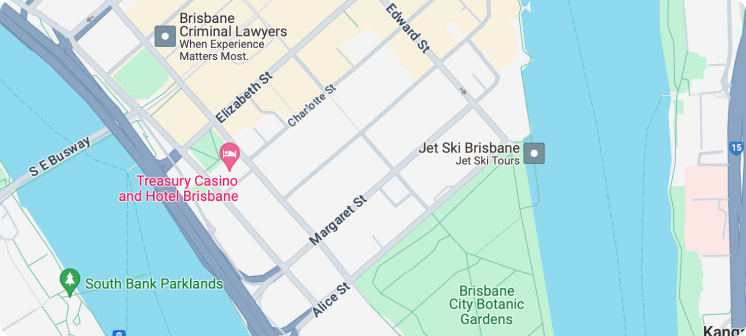 Brisbane
Criminal Lawyers
When Experience
Matters Most.
Edward St
Elizabeth St
Charlotte St
S E Busway
Jet Ski Brisbane
Jet Ski Tours
15
Treasury Casino
and Hotel Brisbane
Margaret St
South Bank Parklands
Alice St
Brisbane
City Botanic
Gardens
Kanga